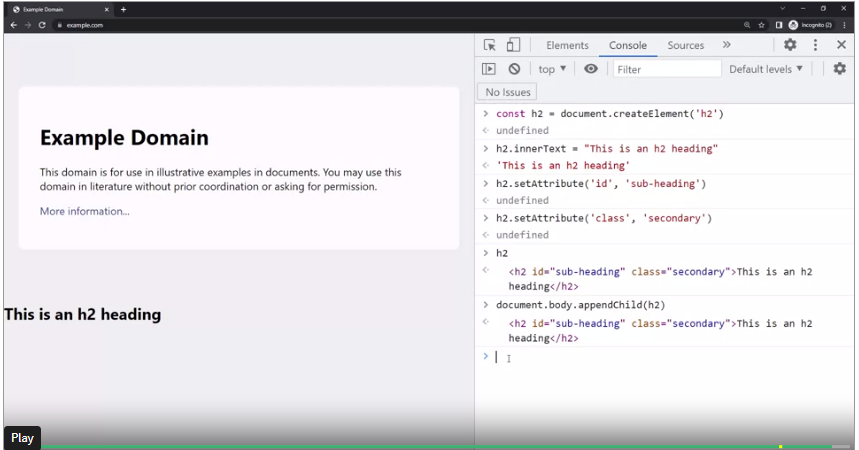 Example Domain
example.com
Incognito (2)
Elements
Console
Sources
top
Filter
Default levels
No Issues
Example Domain
This domain is for use in illustrative examples in documents. You may use this
domain in literature without prior coordination or asking for permission.
More information...
This is an h2 heading
const h2 = document.createElement('h2')
undefined
h2.innerText = "This is an h2 heading"
'This is an h2 heading'
h2.setAttribute('id', 'sub-heading')
undefined
h2.setAttribute('class', 'secondary')
undefined
h2
<h2 id="sub-heading" class="secondary">This is an h2
heading</h2>
document.body.appendChild(h2)
<h2 id="sub-heading" class="secondary">This is an h2
heading</h2>
Play